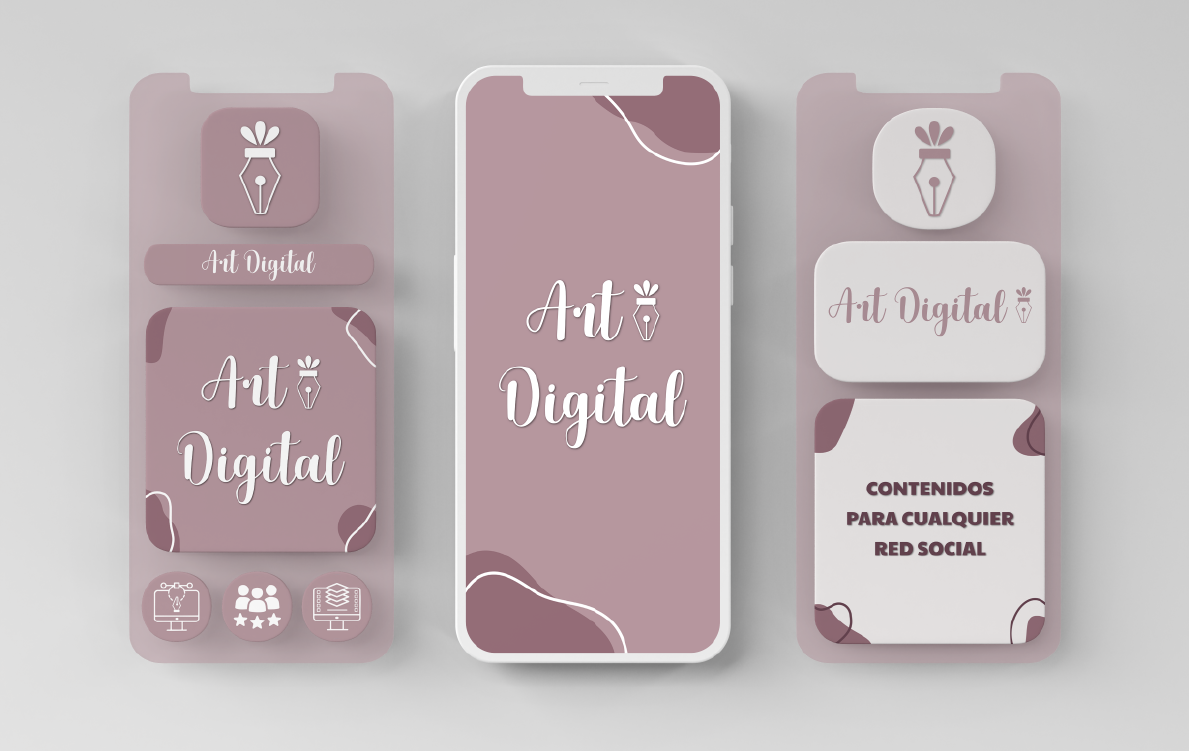 Art Digital
Art
Digital
Art
Digital
Art Digital
CONTENIDOS
PARA CUALQUIER
RED SOCIAL